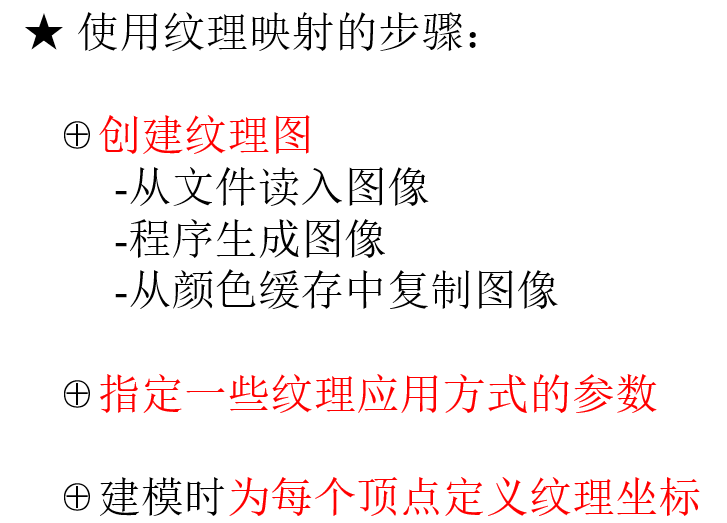 ★ 使用纹理映射的步骤：
⊕创建纹理图
-从文件读入图像
-程序生成图像
-从颜色缓存中复制图像
⊕指定一些纹理应用方式的参数
⊕建模时为每个顶点定义纹理坐标